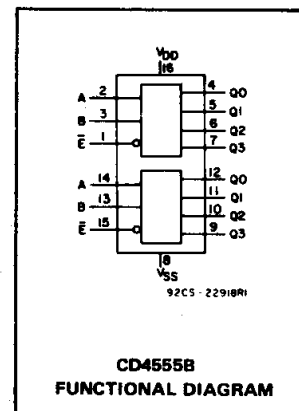 VDD
16
A 2 4 Q0
B 3 5 Q1
6 Q2
E̅ 1 7 Q3
A 14 12 Q0
B 13 11 Q1
10 Q2
E̅ 15 9 Q3
8
VSS
92CS-22918R1
CD4555B
FUNCTIONAL DIAGRAM